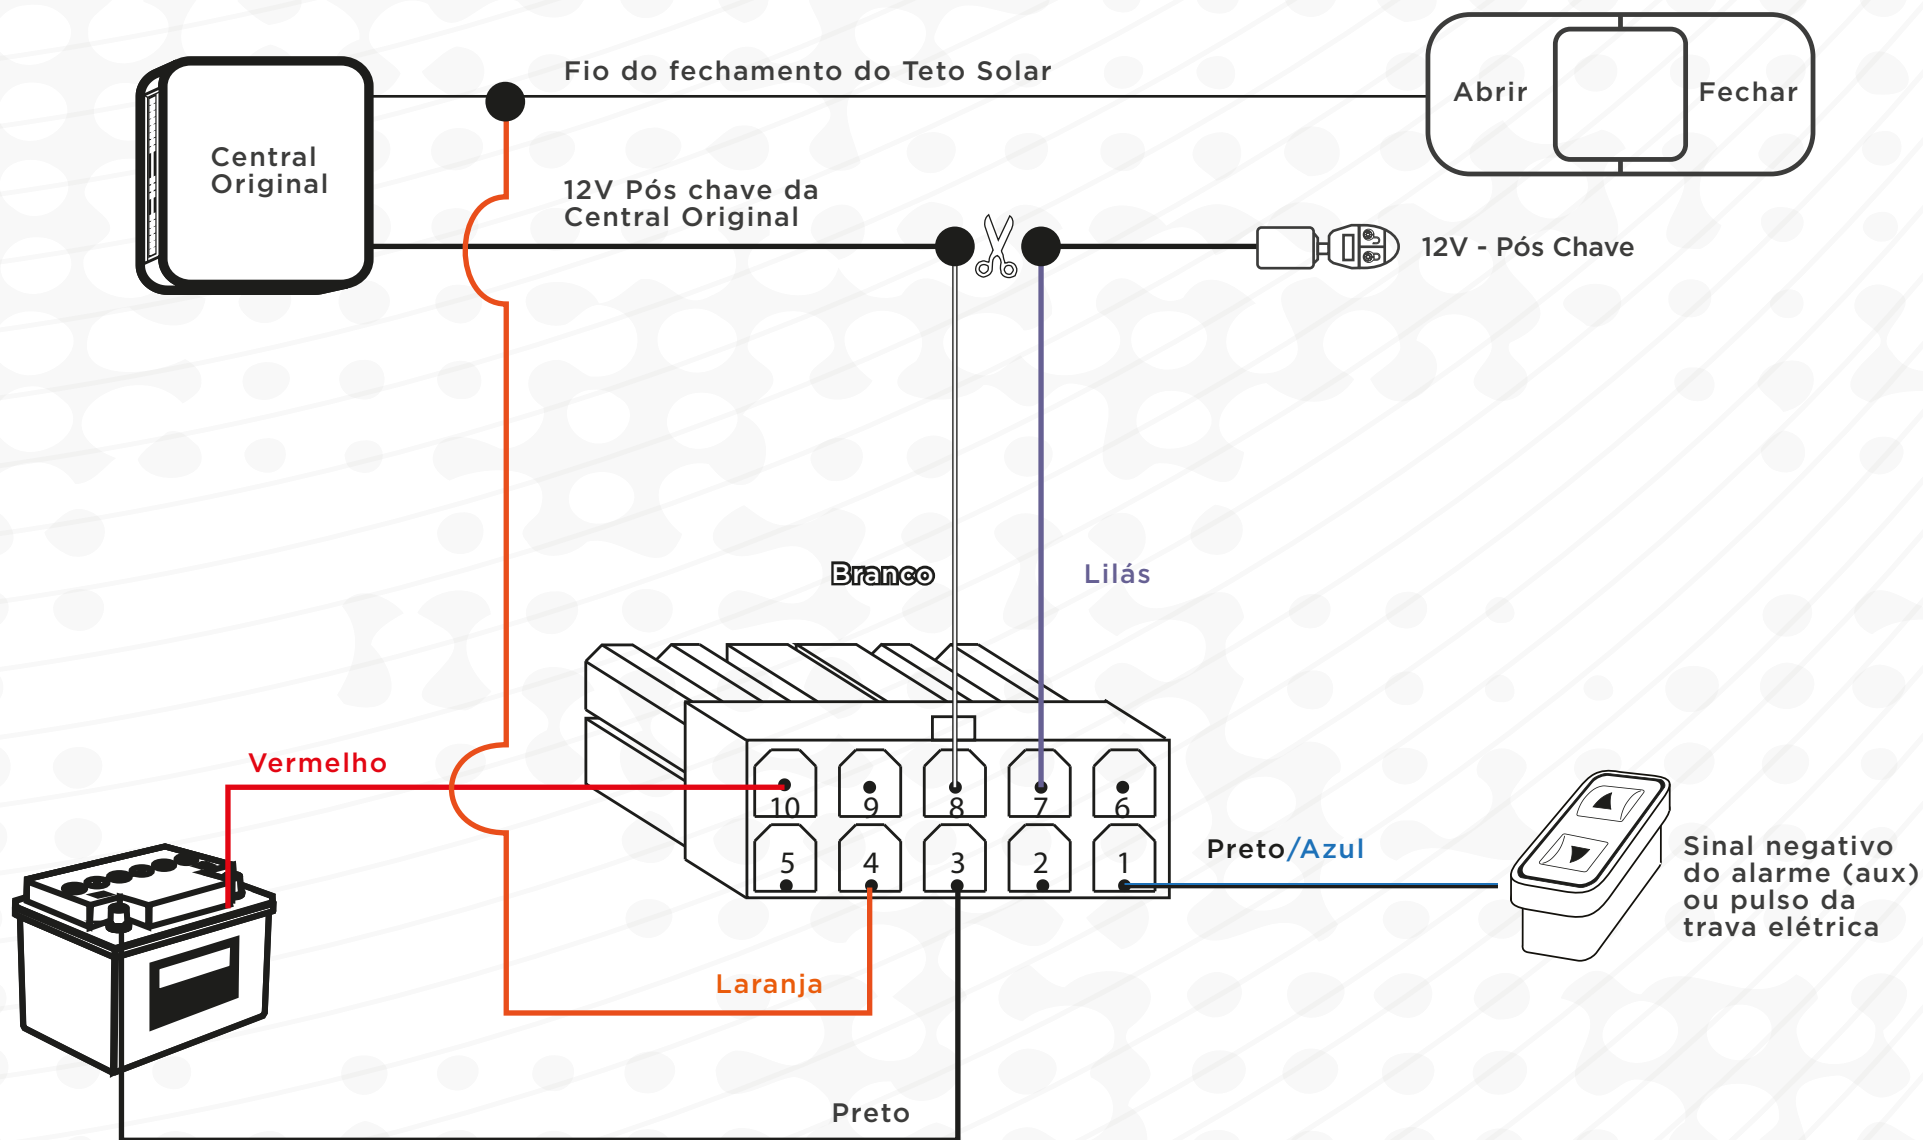 Fio do fechamento do Teto Solar
Abrir
Fechar
Central
Original
12V Pós chave da
Central Original
12V - Pós Chave
Branco
Lilás
Vermelho
10
9
8
7
6
5
4
3
2
1
Preto/Azul
Sinal negativo
do alarme (aux)
ou pulso da
trava elétrica
Laranja
Preto